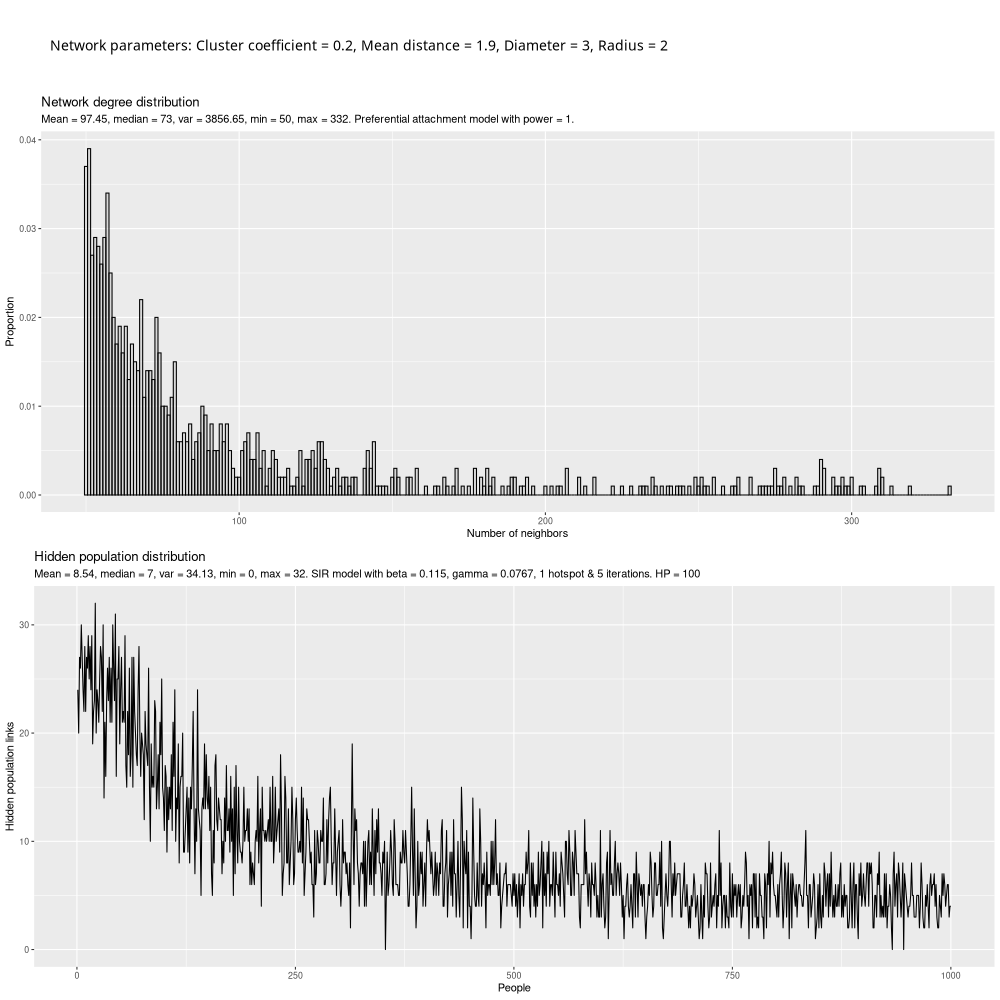 Network parameters: Cluster coefficient = 0.2, Mean distance = 1.9, Diameter = 3, Radius = 2
Network degree distribution
Mean = 97.45, median = 73, var = 3856.65, min = 50, max = 332. Preferential attachment model with power = 1.
0.04
0.03
0.02
0.01
0.00
Proportion
100 200 300
Number of neighbors
Hidden population distribution
Mean = 8.54, median = 7, var = 34.13, min = 0, max = 32. SIR model with beta = 0.115, gamma = 0.0767, 1 hotspot & 5 iterations. HP = 100
30
20
10
0
Hidden population links
0 250 500 750 1000
People